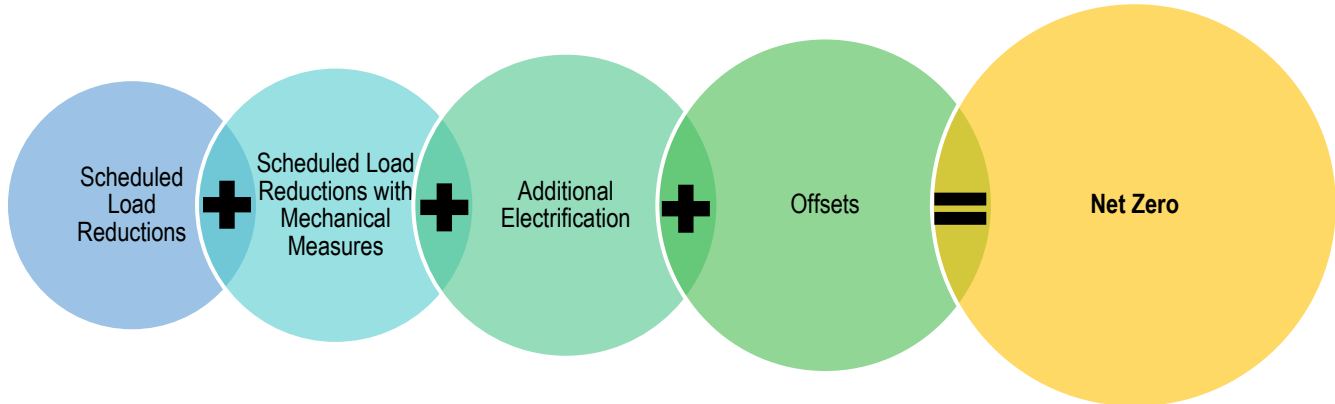 Scheduled
Load
Reductions
+
Scheduled Load
Reductions with
Mechanical
Measures
+
Additional
Electrification
+
Offsets
=
Net Zero